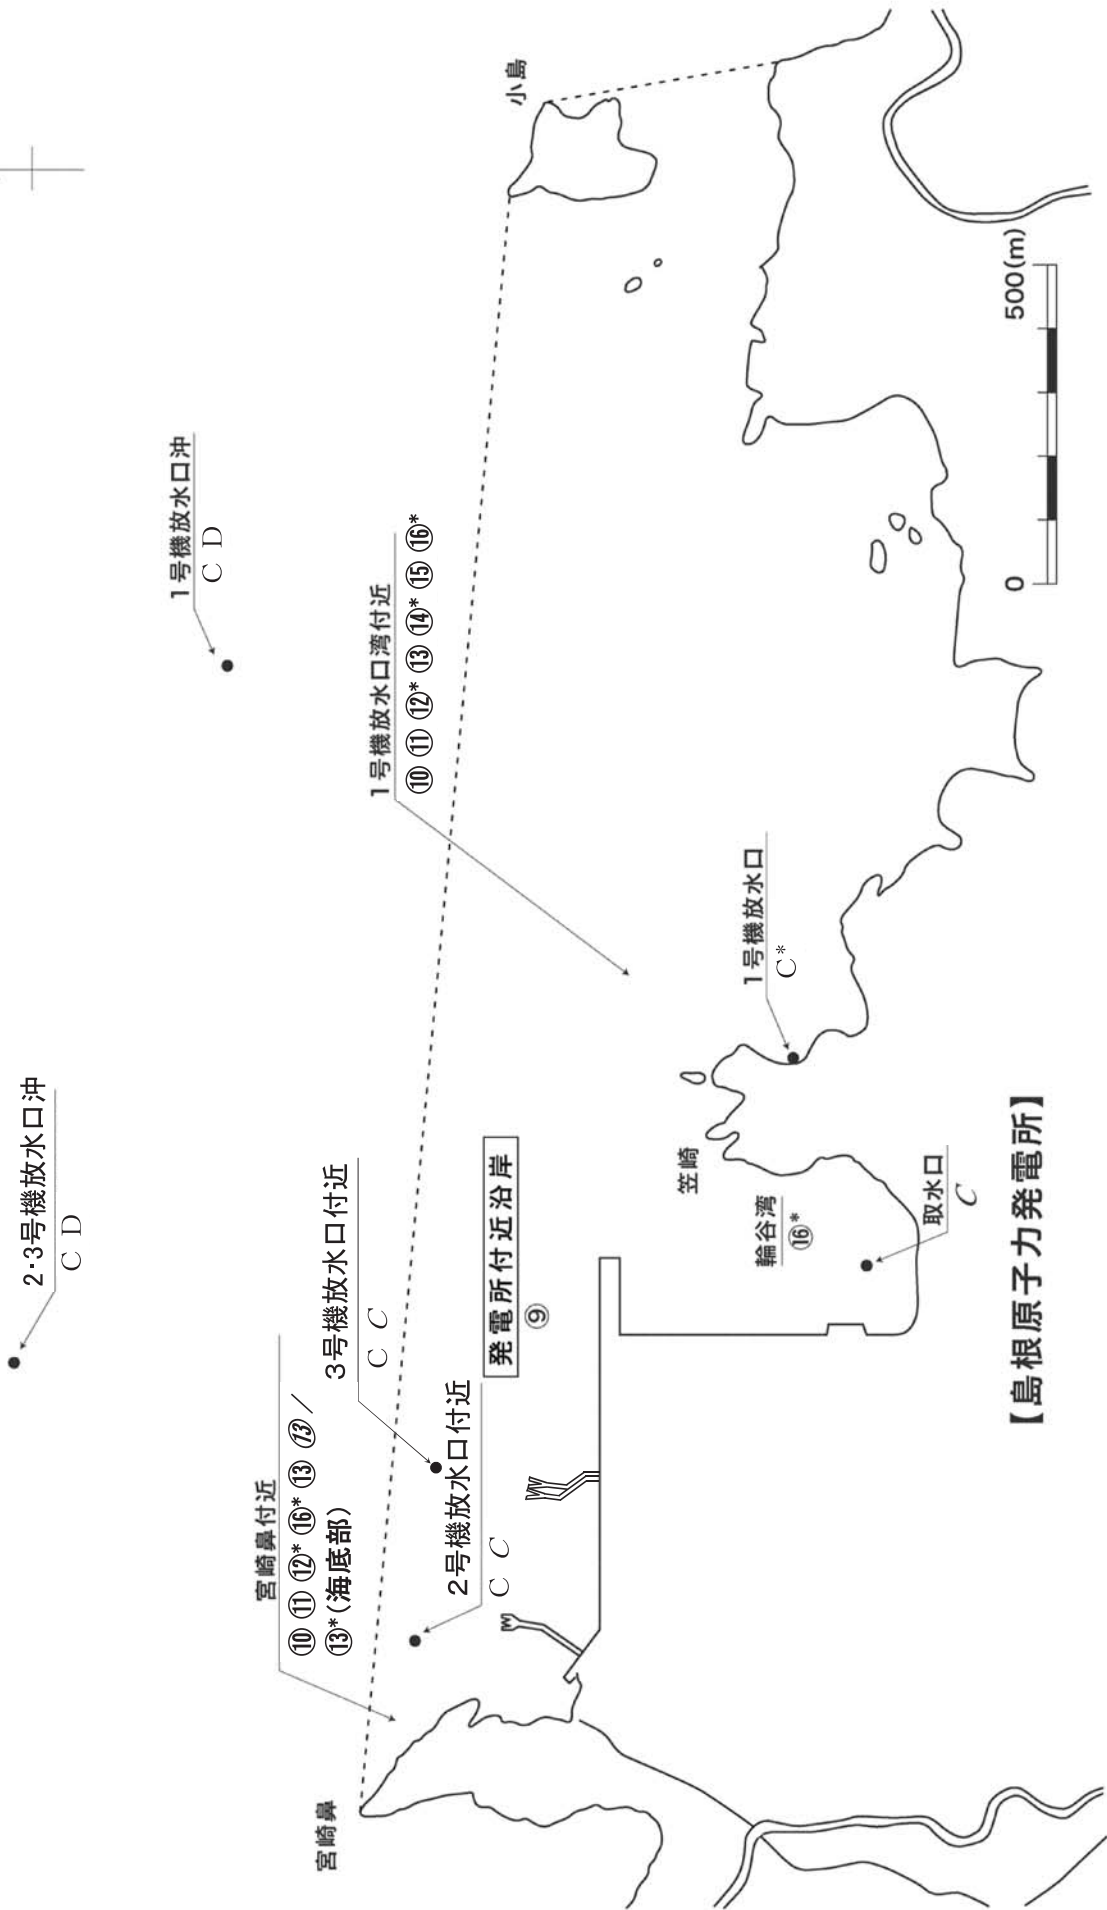 2・3号機放水口沖
C D
1号機放水口沖
C D
宮崎鼻付近
⑩ ⑪ ⑫* ⑯* ⑬ ⑬ /
⑬*(海底部)
3号機放水口付近
C C
1号機放水口湾付近
⑩ ⑪ ⑫* ⑬ ⑭* ⑮ ⑯*
小島
宮崎鼻
2号機放水口付近
C C
発電所付近沿岸
⑨
笠崎
1号機放水口
C*
輪谷湾
⑯*
取水口
C
【島根原子力発電所】
0 500(m)